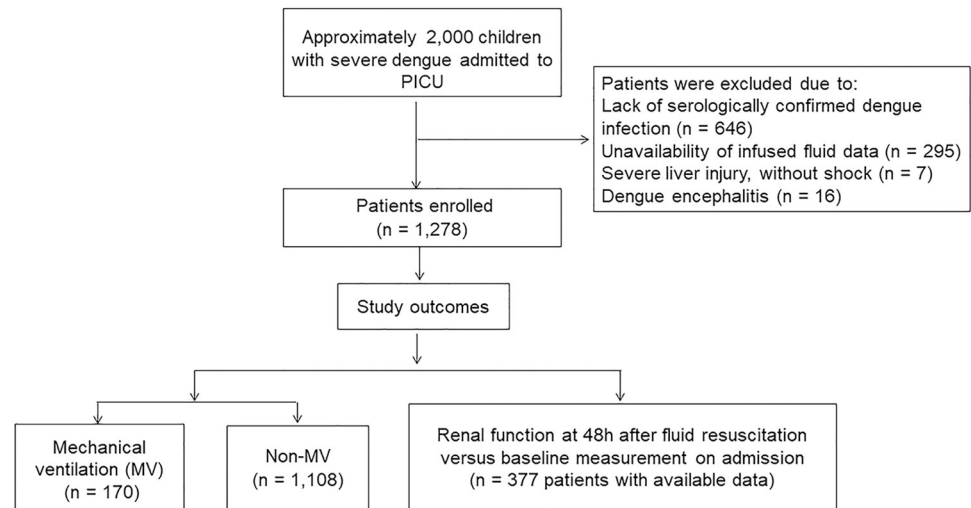 Approximately 2,000 children
with severe dengue admitted to
PICU
Patients were excluded due to:
Lack of serologically confirmed dengue
infection (n = 646)
Unavailability of infused fluid data (n = 295)
Severe liver injury, without shock (n = 7)
Dengue encephalitis (n = 16)
Patients enrolled
(n = 1,278)
Study outcomes
Mechanical
ventilation (MV)
(n = 170)
Non-MV
(n = 1,108)
Renal function at 48h after fluid resuscitation
versus baseline measurement on admission
(n = 377 patients with available data)